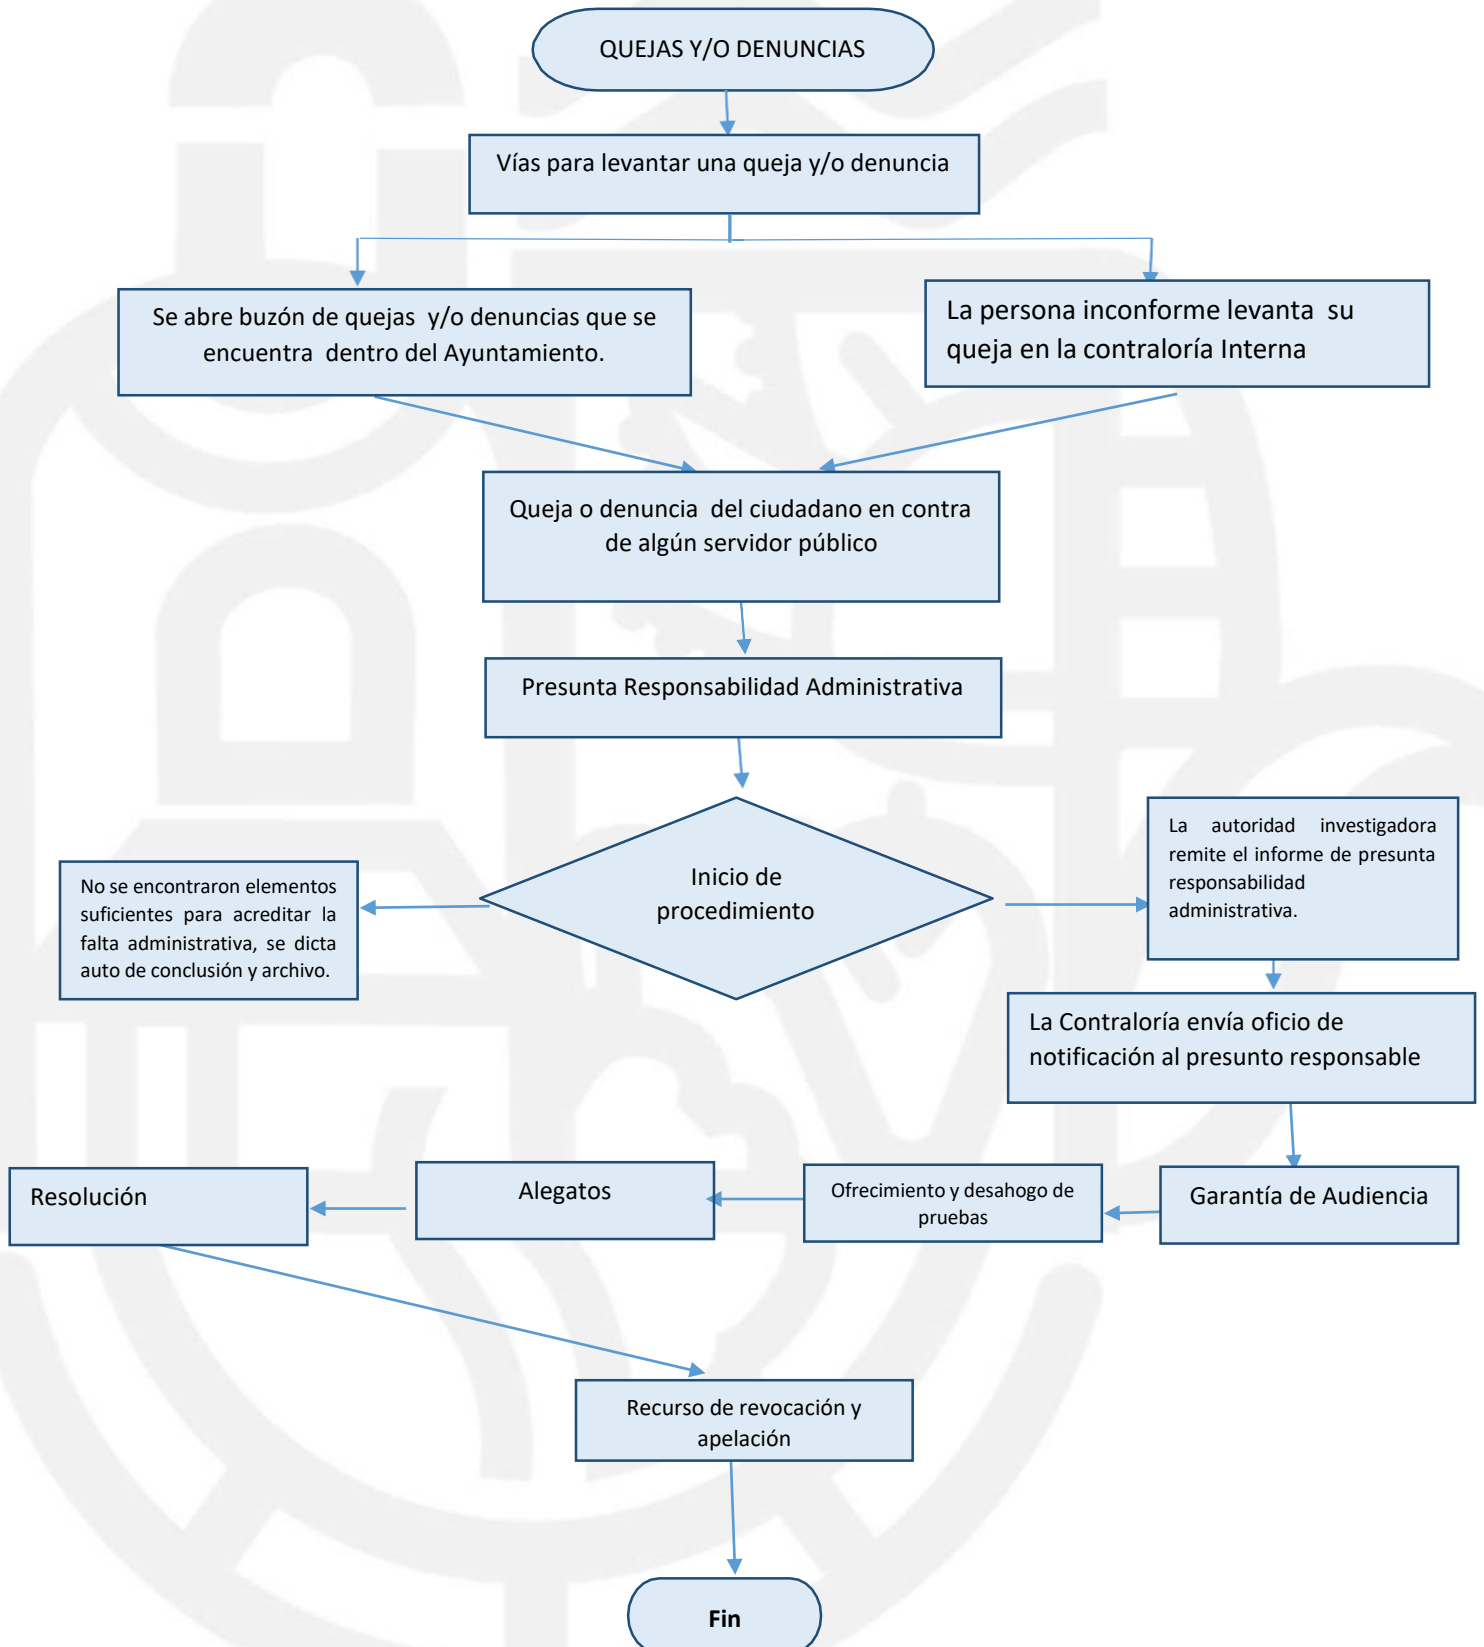 QUEJAS Y/O DENUNCIAS
Vías para levantar una queja y/o denuncia
Se abre buzón de quejas y/o denuncias que se
encuentra dentro del Ayuntamiento.
La persona inconforme levanta su
queja en la contraloría Interna
Queja o denuncia del ciudadano en contra
de algún servidor público
Presunta Responsabilidad Administrativa
Inicio de
procedimiento
No se encontraron elementos
suficientes para acreditar la
falta administrativa, se dicta
auto de conclusión y archivo.
La autoridad investigadora
remite el informe de presunta
responsabilidad
administrativa.
La Contraloría envía oficio de
notificación al presunto responsable
Garantía de Audiencia
Ofrecimiento y desahogo de
pruebas
Alegatos
Resolución
Recurso de revocación y
apelación
Fin